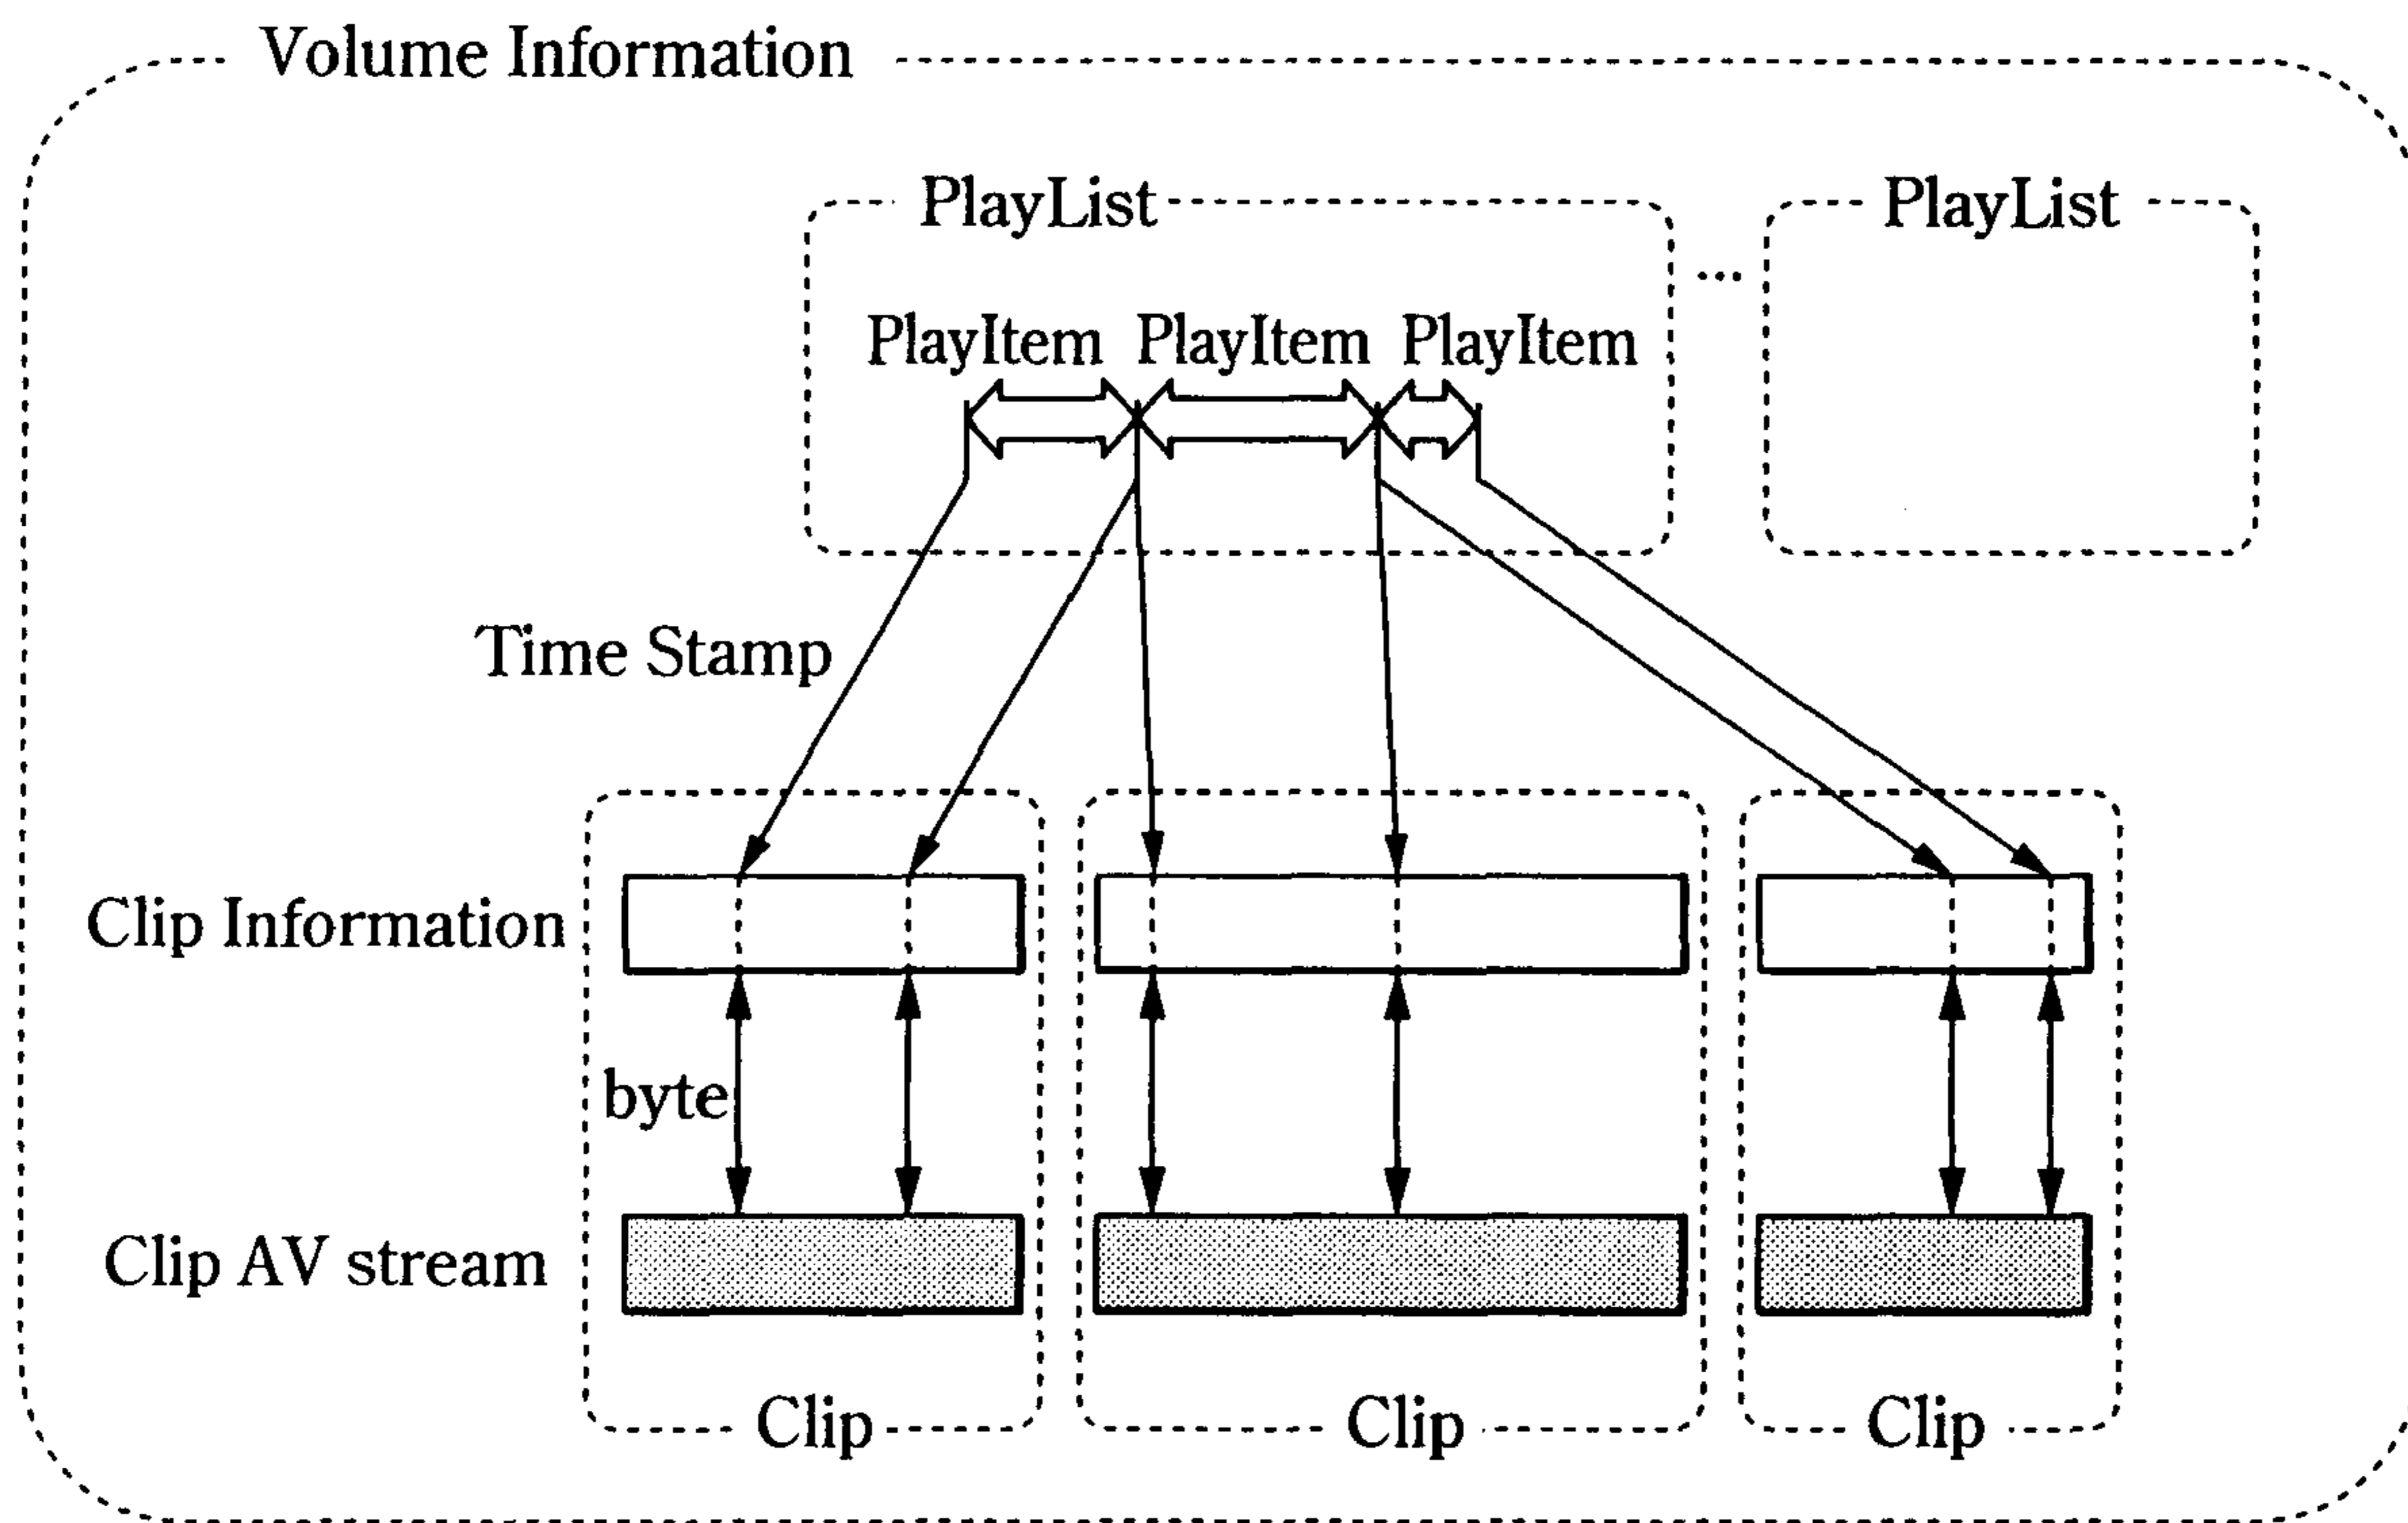 Volume Information
PlayList
PlayList
...
PlayItem PlayItem PlayItem
Time Stamp
Clip Information
byte
Clip AV stream
Clip
Clip
Clip